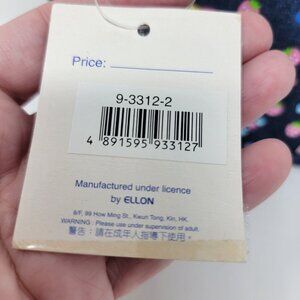 Price:
9-3312-2
4 891595 933127
Manufactured under licence
by ELLON
8/F, 99 How Ming St., Kwun Tong, Kln, HK.
WARNING : Please use under supervision of adult.
警告：請在成年人指導下使用。